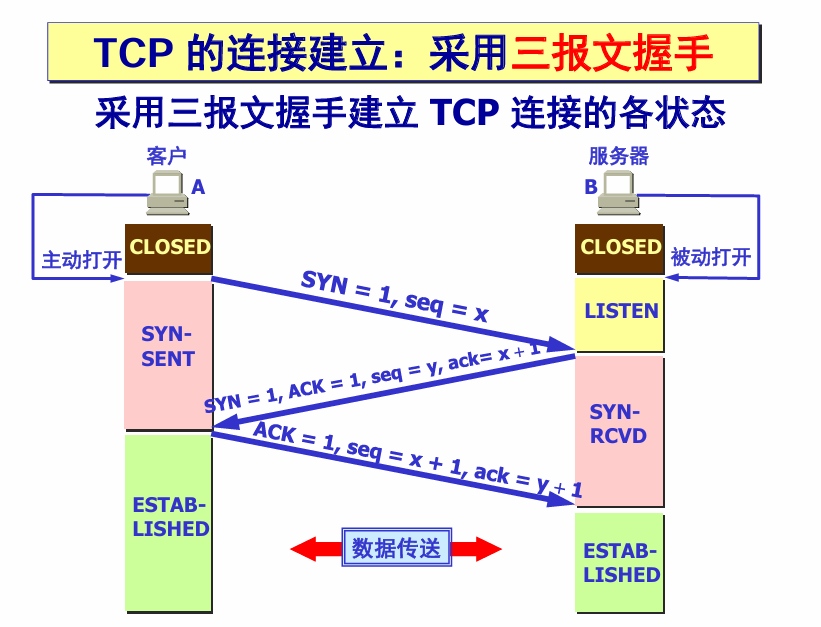 TCP 的连接建立：采用三报文握手
采用三报文握手建立 TCP 连接的各状态
客户
服务器
A
B
CLOSED
CLOSED
主动打开
被动打开
SYN = 1, seq = x
LISTEN
SYN-
SENT
SYN = 1, ACK = 1, seq = y, ack= x + 1
SYN-
RCVD
ACK = 1, seq = x + 1, ack = y + 1
ESTAB-
LISHED
数据传送
ESTAB-
LISHED